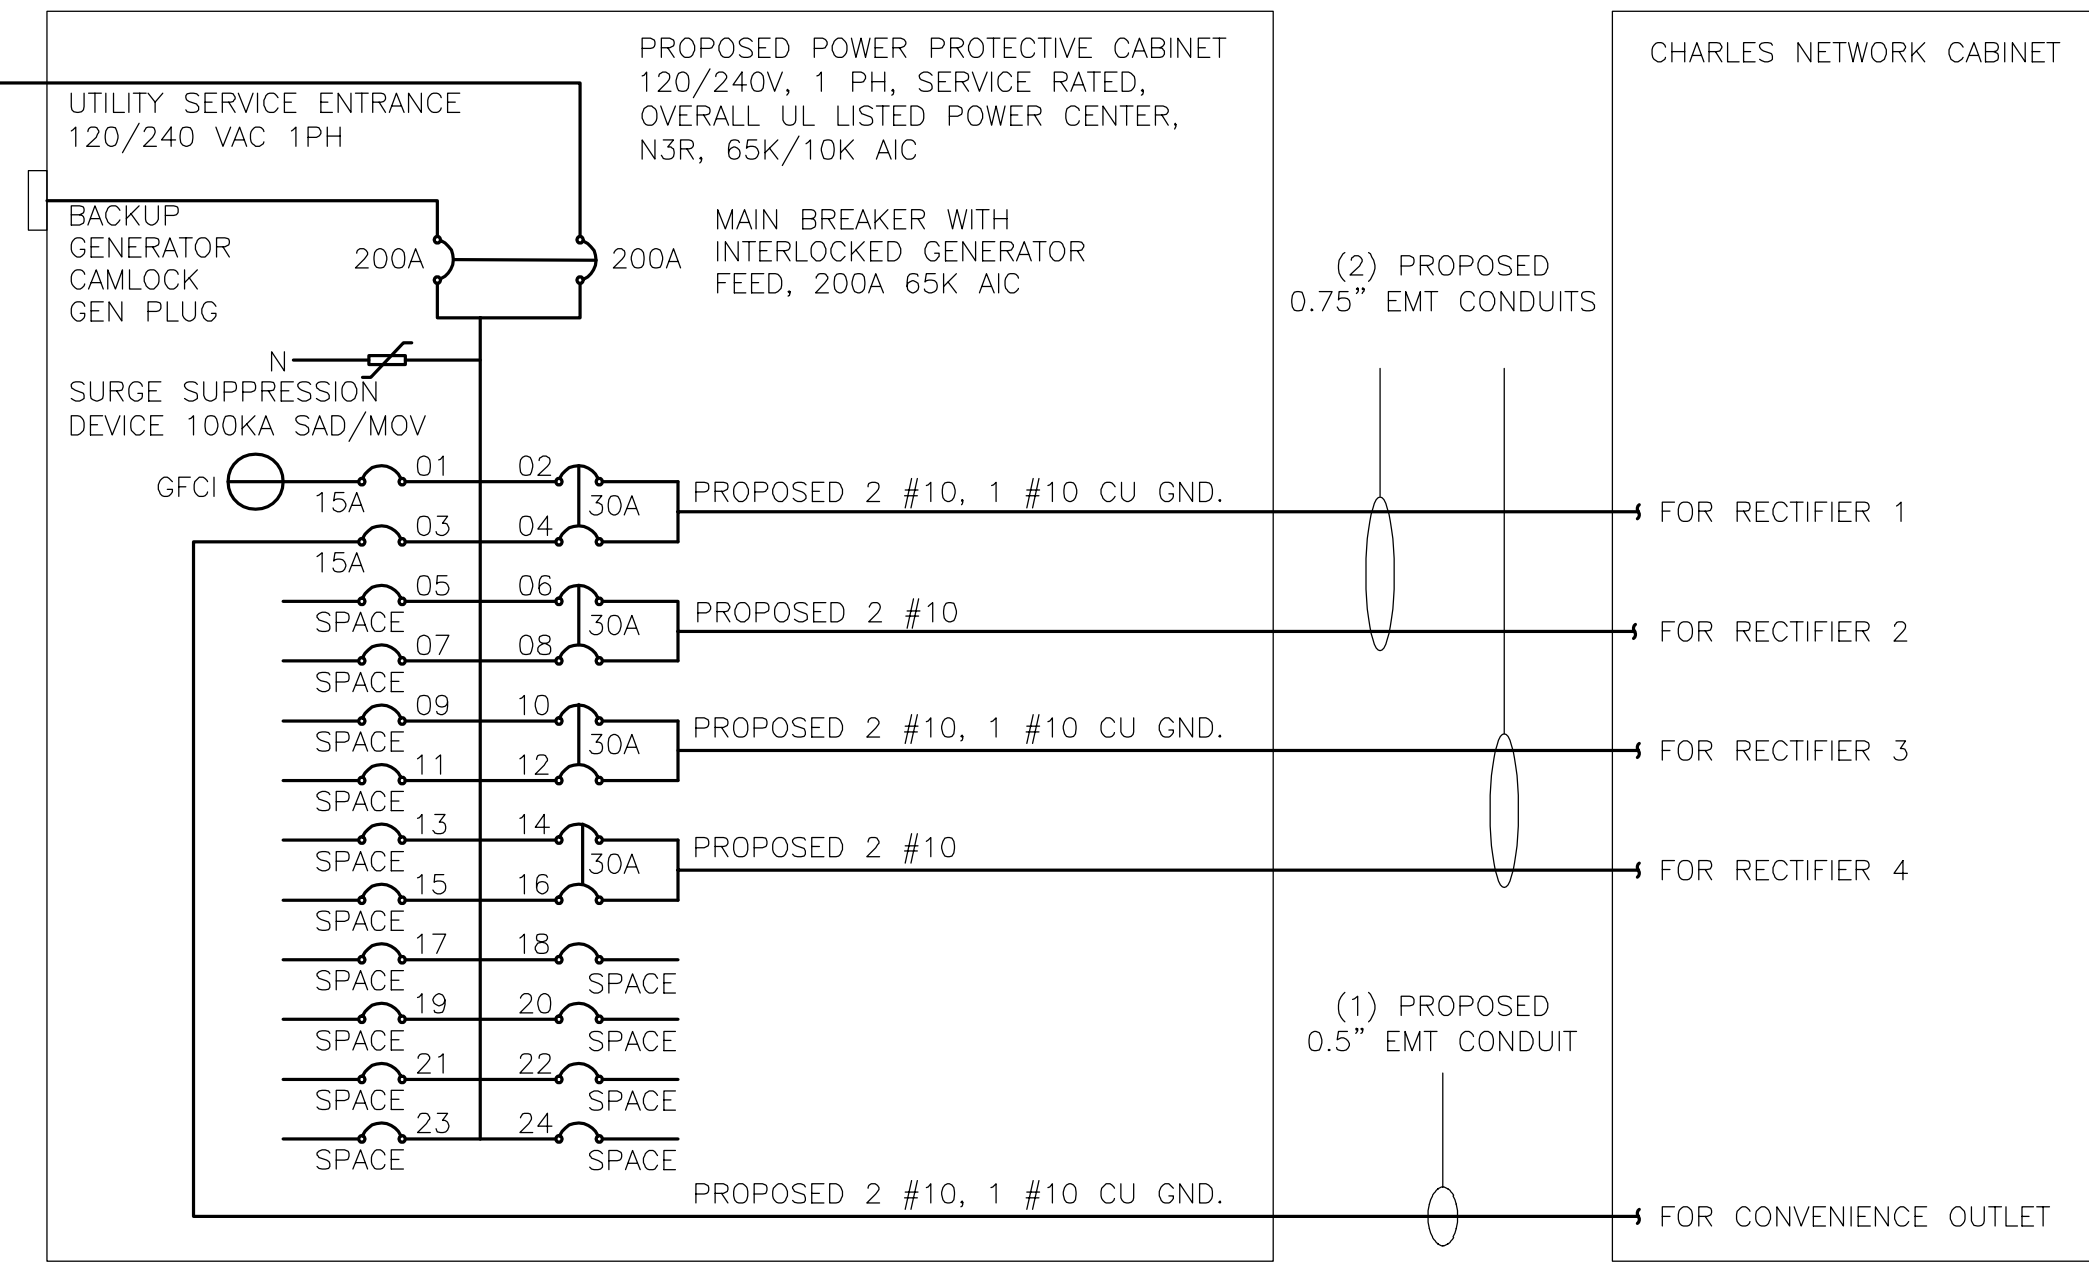 PROPOSED POWER PROTECTIVE CABINET
120/240V, 1 PH, SERVICE RATED,
OVERALL UL LISTED POWER CENTER,
N3R, 65K/10K AIC
CHARLES NETWORK CABINET
UTILITY SERVICE ENTRANCE
120/240 VAC 1PH
BACKUP
GENERATOR
CAMLOCK
GEN PLUG
200A
200A
MAIN BREAKER WITH
INTERLOCKED GENERATOR
FEED, 200A 65K AIC
(2) PROPOSED
0.75” EMT CONDUITS
N
SURGE SUPPRESSION
DEVICE 100KA SAD/MOV
GFCI
15A
01
02
30A
PROPOSED 2 #10, 1 #10 CU GND.
FOR RECTIFIER 1
03
04
15A
05
06
SPACE
30A
PROPOSED 2 #10
FOR RECTIFIER 2
07
08
SPACE
09
10
SPACE
30A
PROPOSED 2 #10, 1 #10 CU GND.
FOR RECTIFIER 3
11
12
SPACE
13
14
SPACE
30A
PROPOSED 2 #10
FOR RECTIFIER 4
15
16
SPACE
17
18
SPACE
SPACE
19
20
SPACE
SPACE
21
22
SPACE
SPACE
23
24
SPACE
SPACE
(1) PROPOSED
0.5” EMT CONDUIT
PROPOSED 2 #10, 1 #10 CU GND.
FOR CONVENIENCE OUTLET